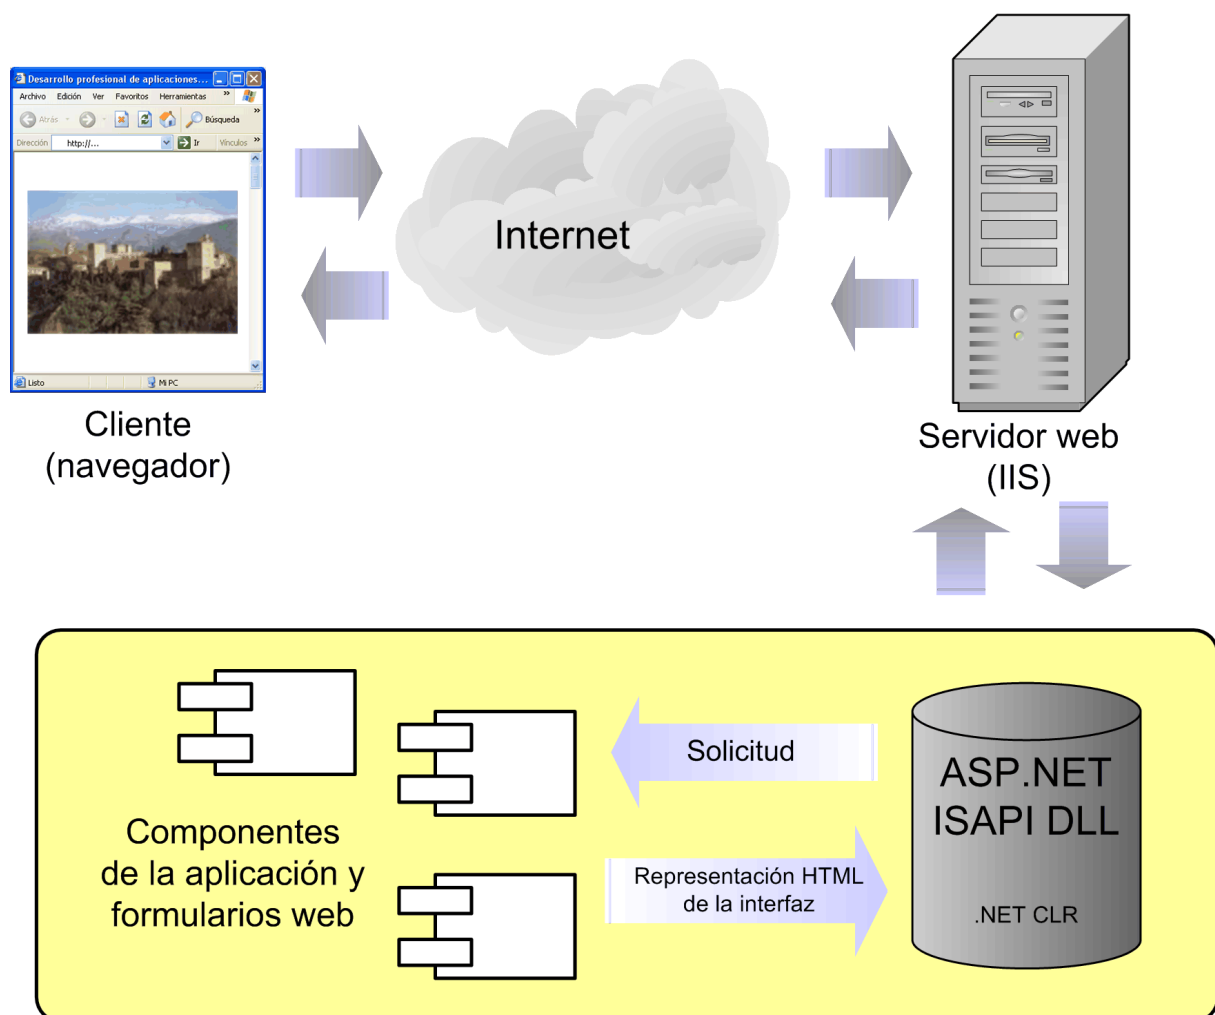 Desarrollo profesional de aplicaciones...
Archivo Edición Ver Favoritos Herramientas »
Atrás Búsqueda »
Dirección http://... Ir Vínculos »
Listo Mi PC
Cliente
(navegador)
Internet
Servidor web
(IIS)
Componentes
de la aplicación y
formularios web
Solicitud
Representación HTML
de la interfaz
ASP.NET
ISAPI DLL
.NET CLR